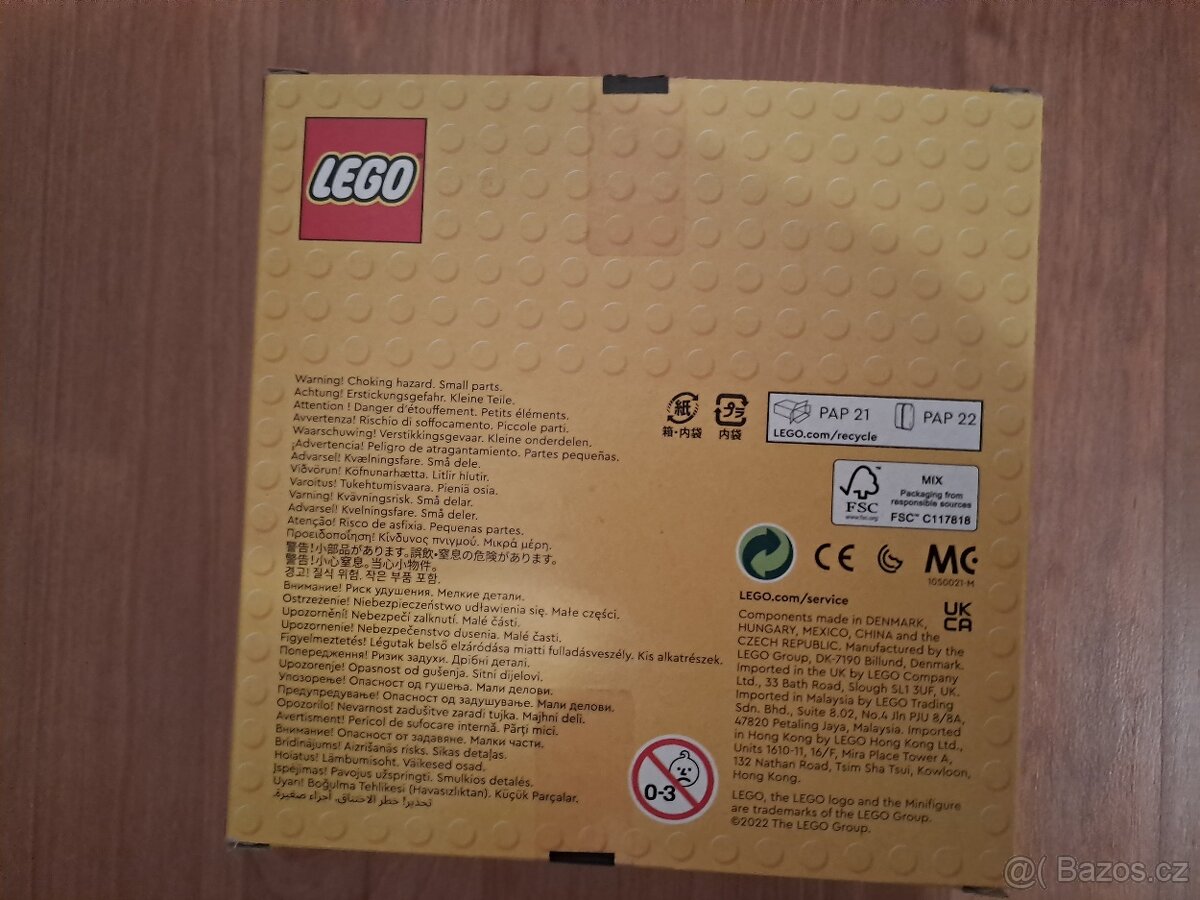 LEGO
Warning! Choking hazard. Small parts.
Achtung! Erstickungsgefahr. Kleine Teile.
Attention ! Danger d'étouffement. Petits éléments.
Avvertenza! Rischio di soffocamento. Piccole parti.
Waarschuwing! Verstikkingsgevaar. Kleine onderdelen.
¡Advertencia! Peligro de atragantamiento. Partes pequeñas.
Advarsel! Kvælningsfare. Små dele.
Viðvörun! Köfnunarhætta. Litlir hlutir.
Varoitus! Tukehtumisvaara. Pieniä osia.
Varning! Kvävningsrisk. Små delar.
Advarsel! Kvelningsfare. Små deler.
Atenção! Risco de asfixia. Pequenas partes.
Προειδοποίηση! Κίνδυνος πνιγμού. Μικρά μέρη.
警告!小部品があります。誤飲・窒息の危険があります。
警告!小心窒息。当心小物件。
경고! 질식 위험. 작은 부품 포함.
Внимание! Риск удушения. Мелкие детали.
Ostrzeżenie! Niebezpieczeństwo udławienia się. Małe części.
Upozornění! Nebezpečí zalknutí. Malé části.
Upozornenie! Nebezpečenstvo dusenia. Malé časti.
Figyelmeztetés! Légutak belső elzáródása miatti fulladásveszély. Kis alkatrészek.
Попередження! Ризик задухи. Дрібні деталі.
Upozorenje! Opasnost od gušenja. Sitni dijelovi.
Упозорење! Опасност од гушења. Мали делови.
Предупредување! Опасност од задушување. Мали делови.
Opozorilo! Nevarnost zadušitve zaradi tujka. Majhni deli.
Avertisment! Pericol de sufocare internă. Părți mici.
Внимание! Опасност от задавяне. Малки части.
Brīdinājums! Aizrīšanās risks. Sīkas detaļas.
Hoiatus! Lämbumisoht. Väikesed osad.
Įspėjimas! Pavojus užspringti. Smulkios detalės.
Uyarı! Boğulma Tehlikesi (Havasızlıktan). Küçük Parçalar.
تحذير! خطر الاختناق. أجزاء صغيرة.
紙
箱・内袋
プラ
内袋
PAP 21
PAP 22
LEGO.com/recycle
FSC
www.fsc.org
MIX
Packaging from
responsible sources
FSC™ C117818
CE
MC
1050021-M
LEGO.com/service
UK
CA
Components made in DENMARK,
HUNGARY, MEXICO, CHINA and the
CZECH REPUBLIC. Manufactured by the
LEGO Group, DK-7190 Billund, Denmark.
Imported in the UK by LEGO Company
Ltd., 33 Bath Road, Slough SL1 3UF, UK.
Imported in Malaysia by LEGO Trading
Sdn. Bhd., Suite 8.02, No.4 Jln PJU 8/8A,
47820 Petaling Jaya, Malaysia. Imported
in Hong Kong by LEGO Hong Kong Ltd.,
Units 1610-11, 16/F, Mira Place Tower A,
132 Nathan Road, Tsim Sha Tsui, Kowloon,
Hong Kong.
0-3
LEGO, the LEGO logo and the Minifigure
are trademarks of the LEGO Group.
©2022 The LEGO Group.
@( Bazos.cz